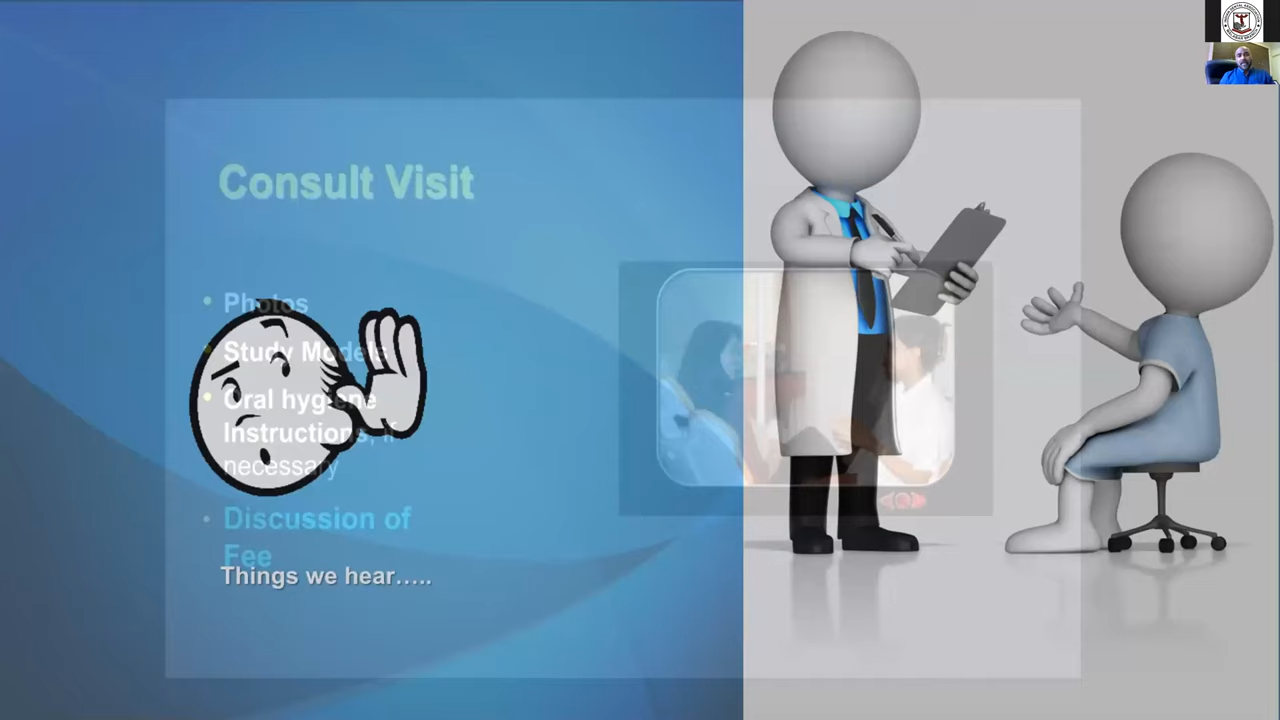 Consult Visit
• Photos
• Study Models
• Oral hygiene
Instructions, if
necessary
• Discussion of
Fee
Things we hear…..